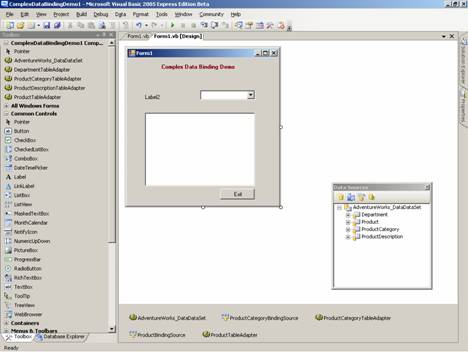 ComplexDataBindingDemo1 - Microsoft Visual Basic 2005 Express Edition Beta
File Edit View Project Build Debug Data Format Tools Window Community Help
Toolbox
ComplexDataBindingDemo1 Comp...
Pointer
AdventureWorks_DataDataSet
DepartmentTableAdapter
ProductCategoryTableAdapter
ProductDescriptionTableAdapter
ProductTableAdapter
All Windows Forms
Common Controls
Pointer
Button
CheckBox
CheckedListBox
ComboBox
DateTimePicker
Label
LinkLabel
ListBox
ListView
MaskedTextBox
MonthCalendar
NotifyIcon
NumericUpDown
PictureBox
ProgressBar
RadioButton
RichTextBox
TextBox
ToolTip
TreeView
WebBrowser
Containers
Menus & Toolbars
Toolbox Database Explorer
Ready
Form1.vb Form1.vb [Design]
Form1
Complex Data Binding Demo
Label2
Exit
Data Sources
AdventureWorks_DataDataSet
Department
Product
ProductCategory
ProductDescription
AdventureWorks_DataDataSet ProductCategoryBindingSource ProductCategoryTableAdapter
ProductBindingSource ProductTableAdapter
Solution Explorer
Properties